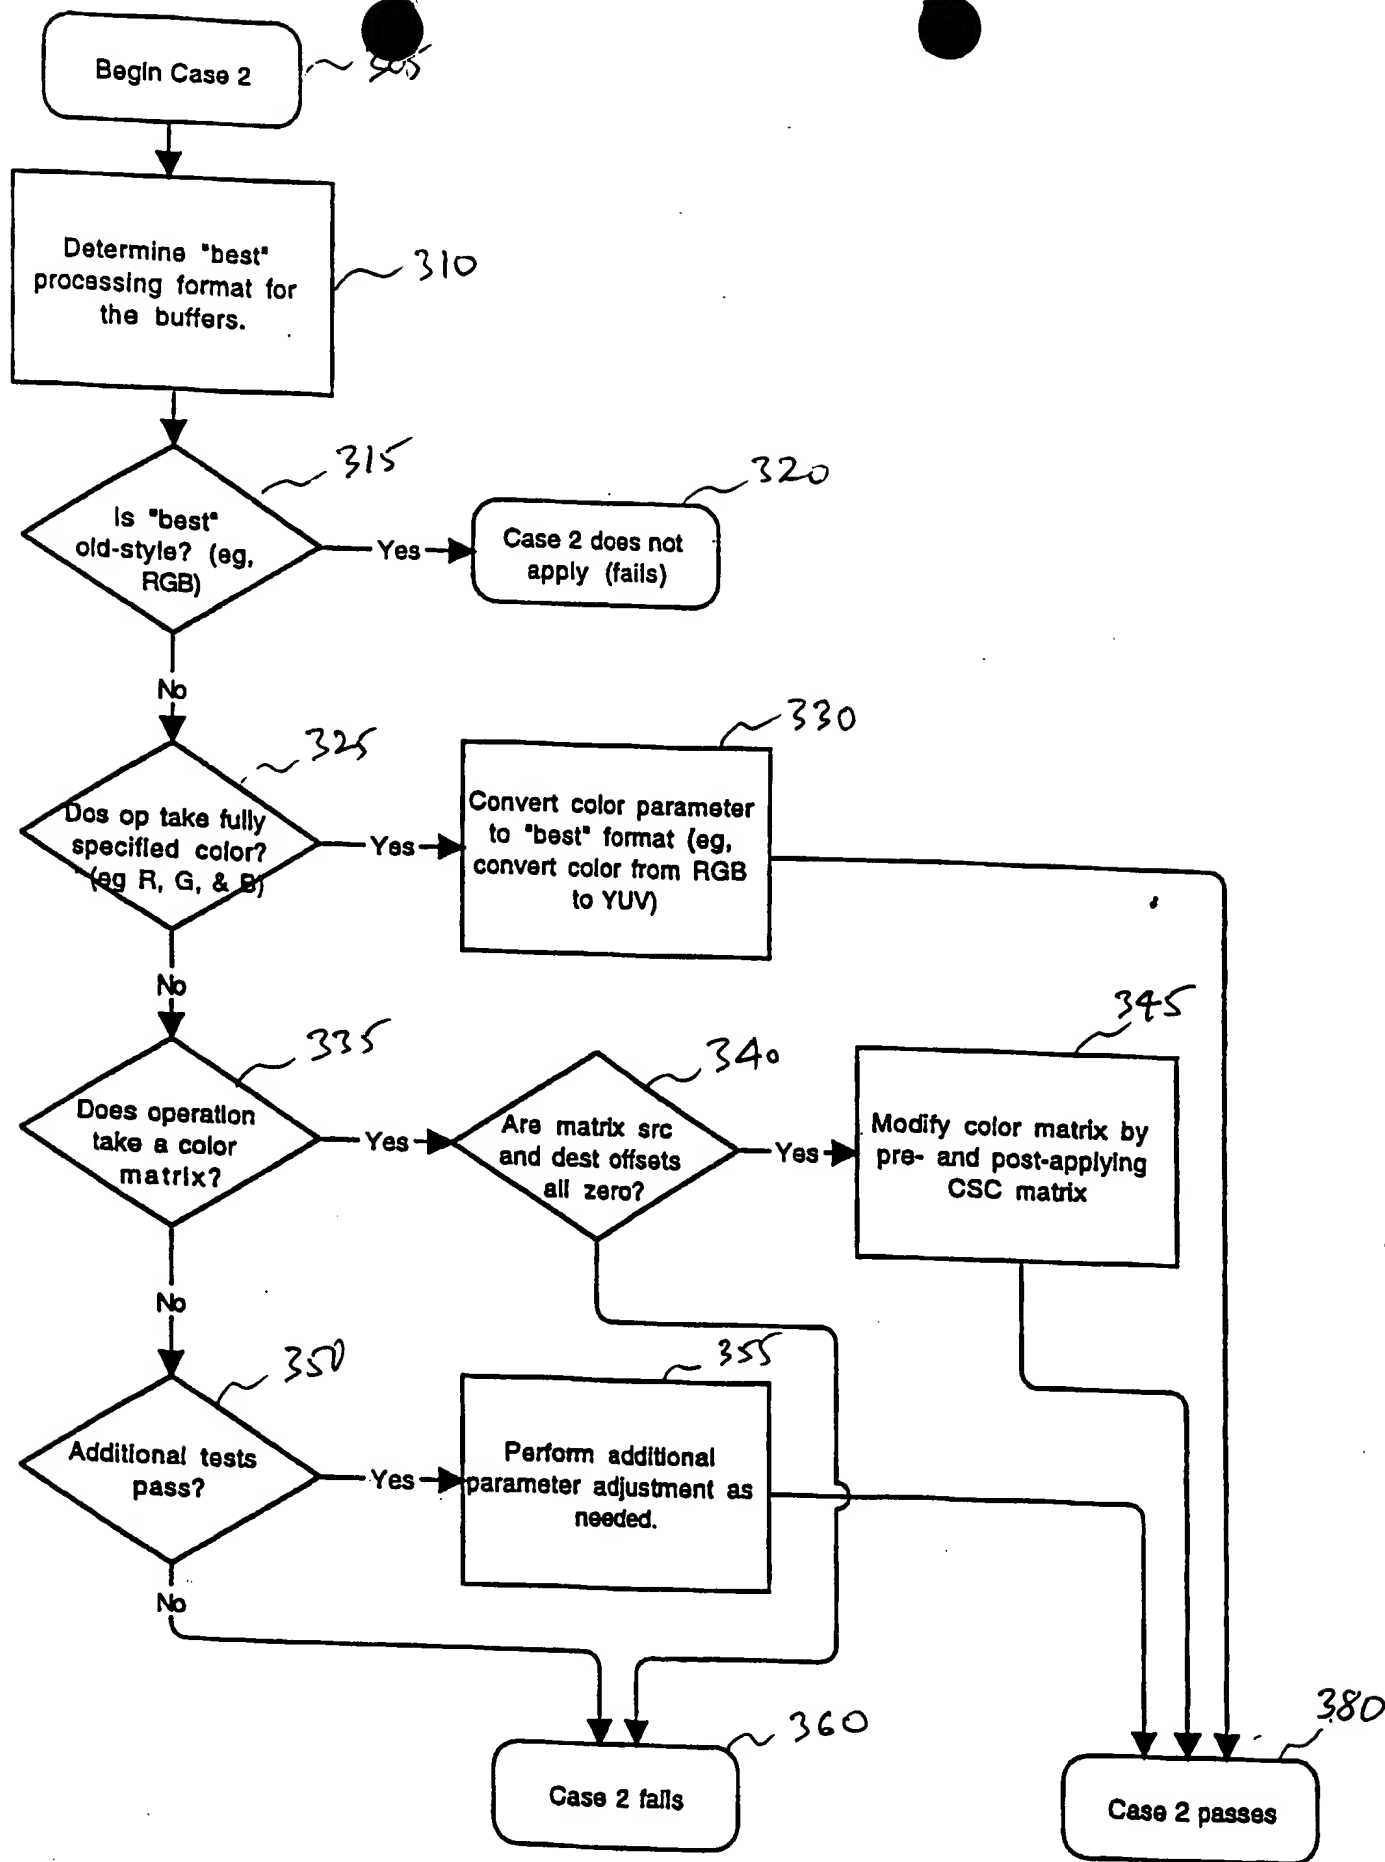 Begin Case 2
Determine "best"
processing format for
the buffers.
310
315
Is "best"
old-style? (eg,
RGB)
Yes
320
Case 2 does not
apply (fails)
No
325
Dos op take fully
specified color?
(eg R, G, & B)
Yes
330
Convert color parameter
to "best" format (eg,
convert color from RGB
to YUV)
No
335
Does operation
take a color
matrix?
Yes
340
Are matrix src
and dest offsets
all zero?
Yes
345
Modify color matrix by
pre- and post-applying
CSC matrix
No
350
Additional tests
pass?
Yes
355
Perform additional
parameter adjustment as
needed.
No
360
Case 2 fails
380
Case 2 passes